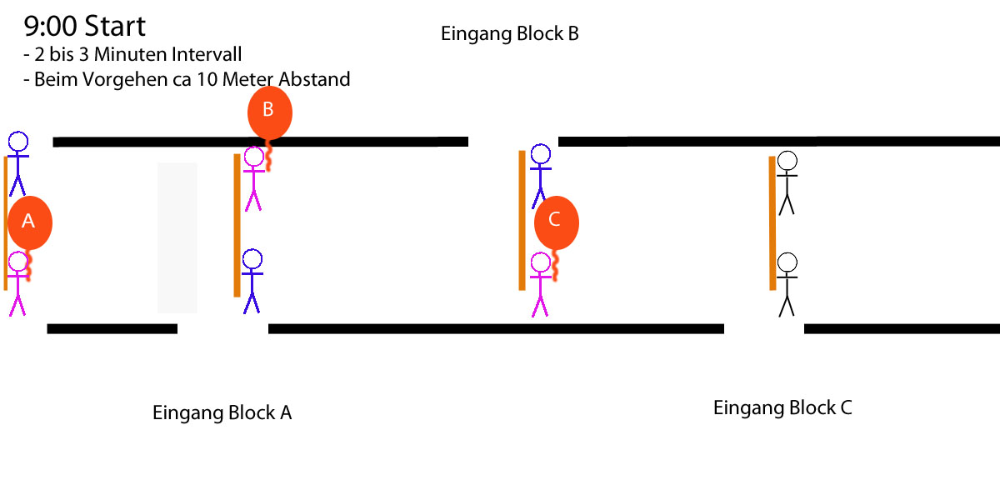 9:00 Start
- 2 bis 3 Minuten Intervall
- Beim Vorgehen ca 10 Meter Abstand
Eingang Block B
B
A
C
Eingang Block A
Eingang Block C